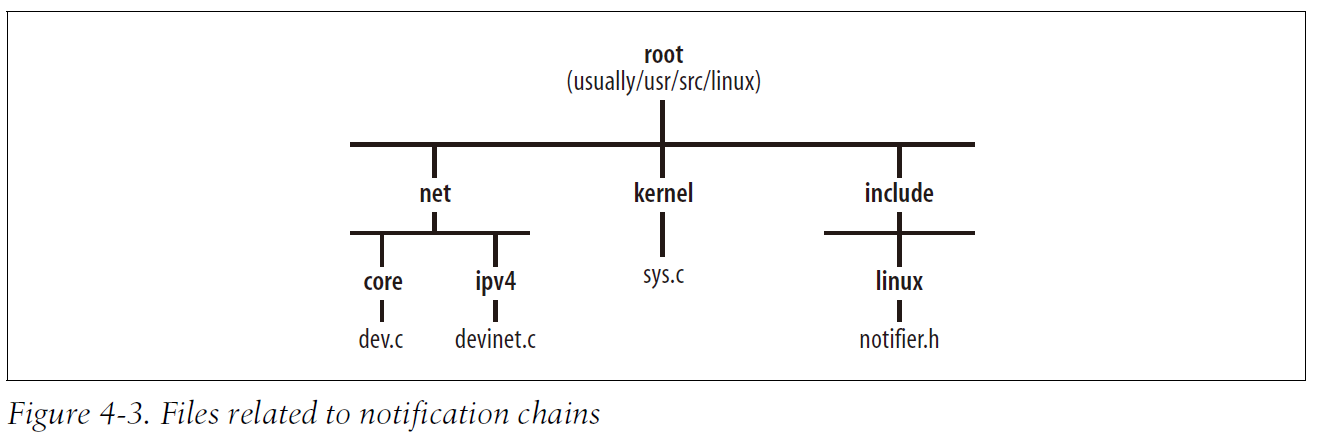 root
(usually/usr/src/linux)
net kernel include
core ipv4 sys.c linux
dev.c devinet.c notifier.h
Figure 4-3. Files related to notification chains